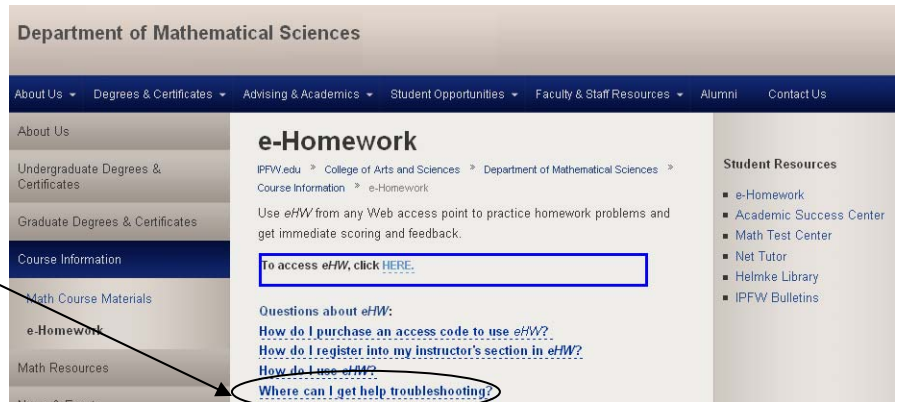 Department of Mathematical Sciences
About Us Degrees & Certificates Advising & Academics Student Opportunities Faculty & Staff Resources Alumni Contact Us
About Us
Undergraduate Degrees &
Certificates
Graduate Degrees & Certificates
Course Information
Math Course Materials
e-Homework
Math Resources
e-Homework
IPFW.edu » College of Arts and Sciences » Department of Mathematical Sciences »
Course Information » e-Homework
Use eHW from any Web access point to practice homework problems and
get immediate scoring and feedback.
To access eHW, click HERE.
Questions about eHW:
How do I purchase an access code to use eHW?
How do I register into my instructor's section in eHW?
How do I use eHW?
Where can I get help troubleshooting?
Student Resources
e-Homework
Academic Success Center
Math Test Center
Net Tutor
Helmke Library
IPFW Bulletins